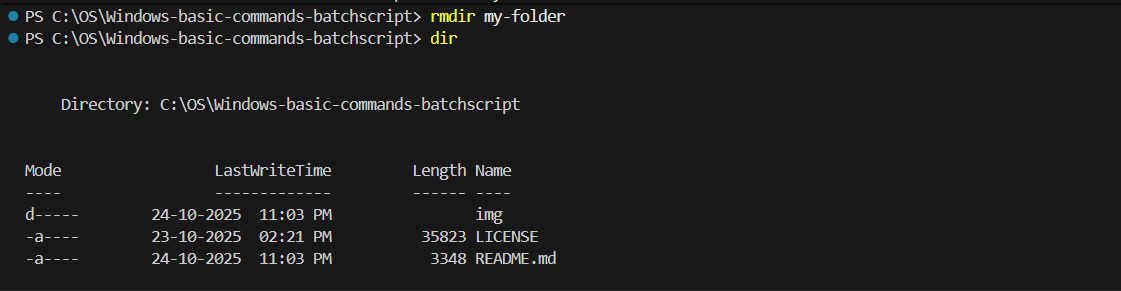 PS C:\OS\Windows-basic-commands-batchscript> rmdir my-folder
PS C:\OS\Windows-basic-commands-batchscript> dir
Directory: C:\OS\Windows-basic-commands-batchscript
Mode LastWriteTime Length Name
---- ------------- ------ ----
d----- 24-10-2025 11:03 PM img
-a---- 23-10-2025 02:21 PM 35823 LICENSE
-a---- 24-10-2025 11:03 PM 3348 README.md